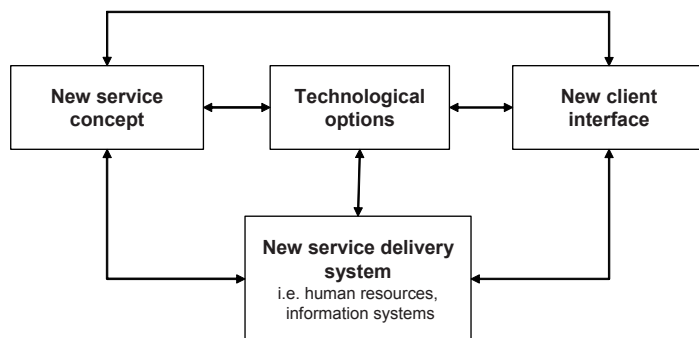 New service
concept
Technological
options
New client
interface
New service delivery
system
i.e. human resources,
information systems